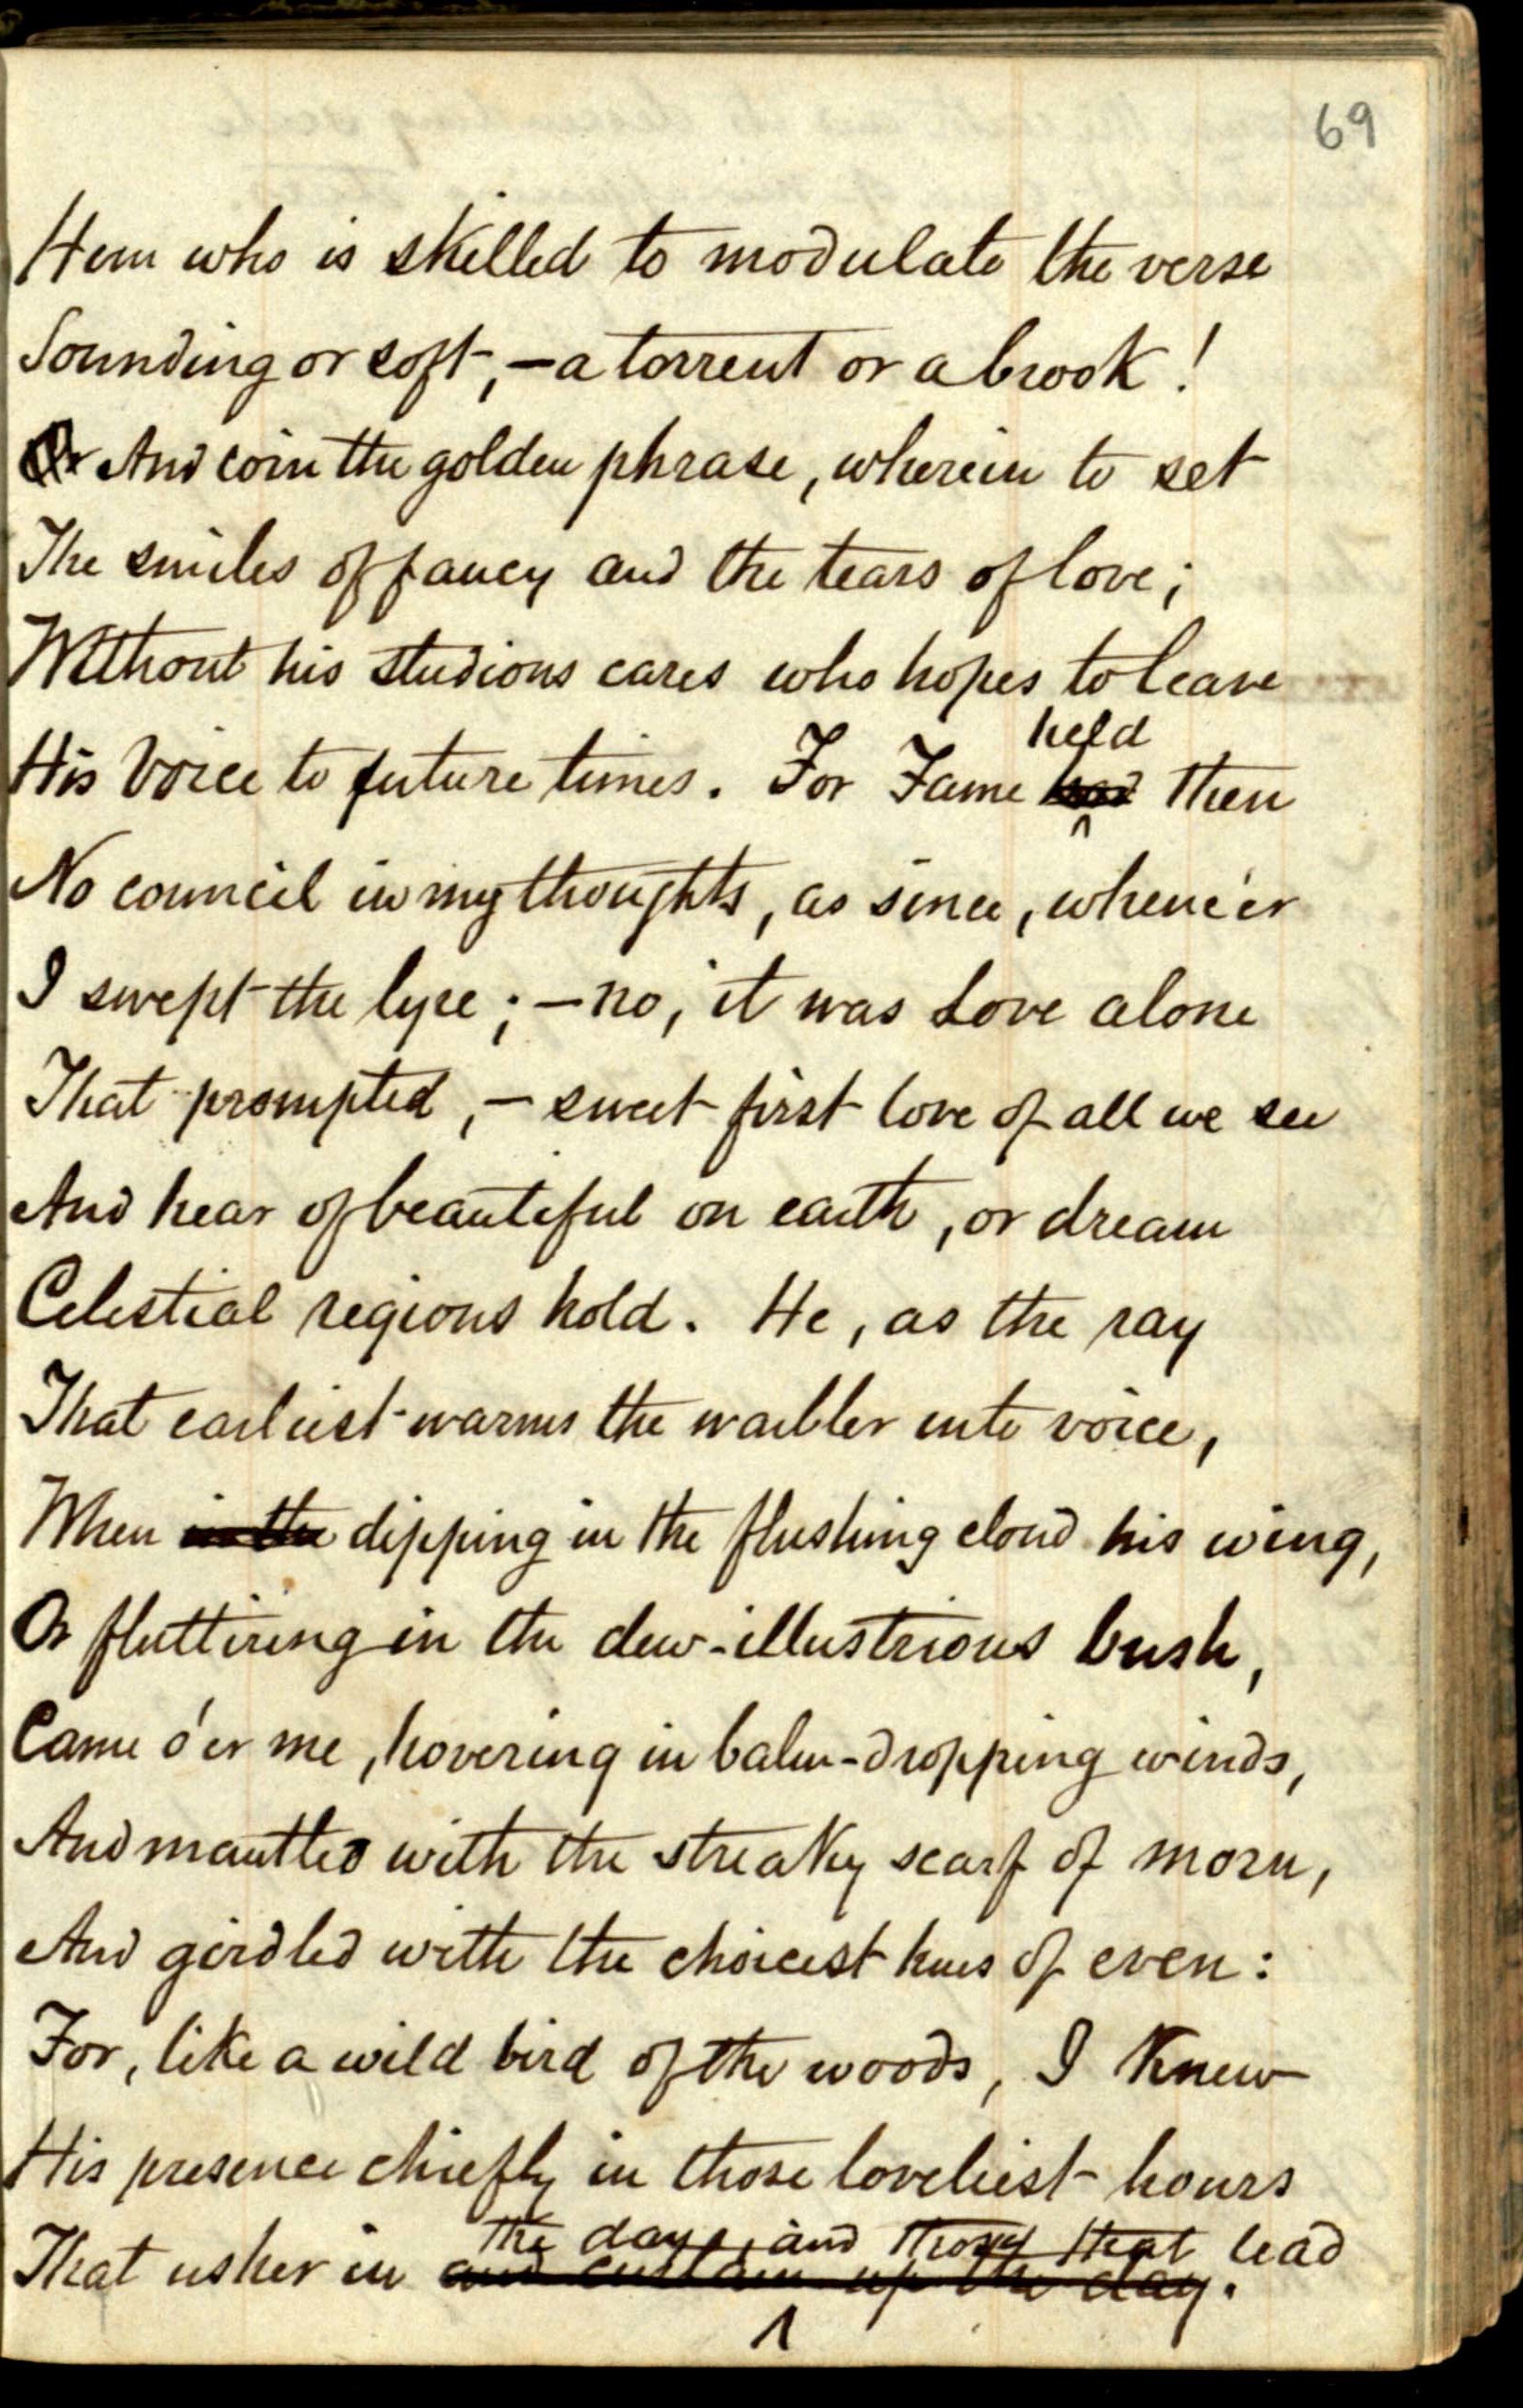 69
Him who is skilled to modulate the verse
Sounding or soft, – a torrent or a brook!
Or And coin the golden phrase, wherein to set
The smiles of fancy and the tears of love;
Without his studious cares who hopes to leave
held
His Voice to future times. For Fame had then
No council in my thoughts, as since, whene'er
I swept the lyre; – no, it was Love alone
That prompted, – sweet first love of all we see
And hear of beautiful on earth, or dream
Celestial regions hold. He, as the ray
That earliest warms the warbler into voice,
When in the dipping in the flushing cloud his wing,
Or fluttering in the dew-illustrious bush,
Came o'er me, hovering in balm-dropping winds,
And mantled with the streaky scarf of morn,
And girdled with the choicest hues of even:
For, like a wild bird of the woods, I knew
His presence chiefly in those loveliest hours
the day, and those that lead
That usher in and curtain up the day.